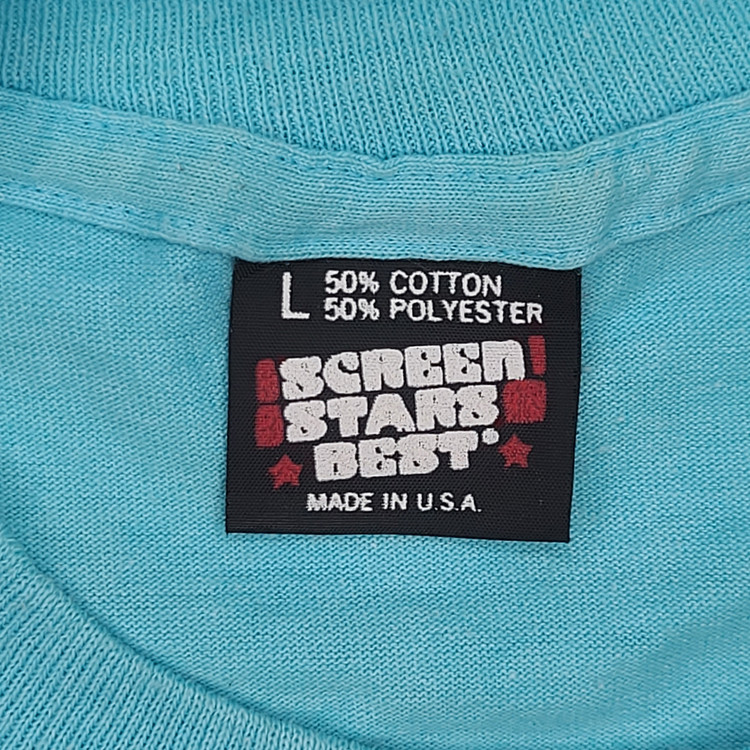 L 50% COTTON
50% POLYESTER
SCREEN
STARS
BEST®
MADE IN U.S.A.